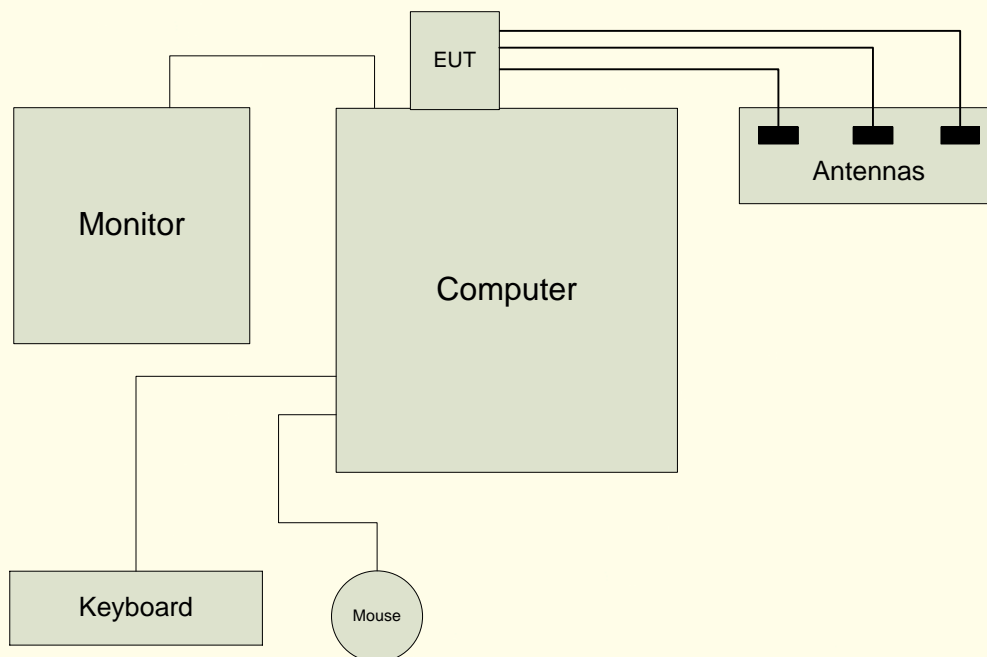 EUT
Antennas
Monitor
Computer
Keyboard
Mouse